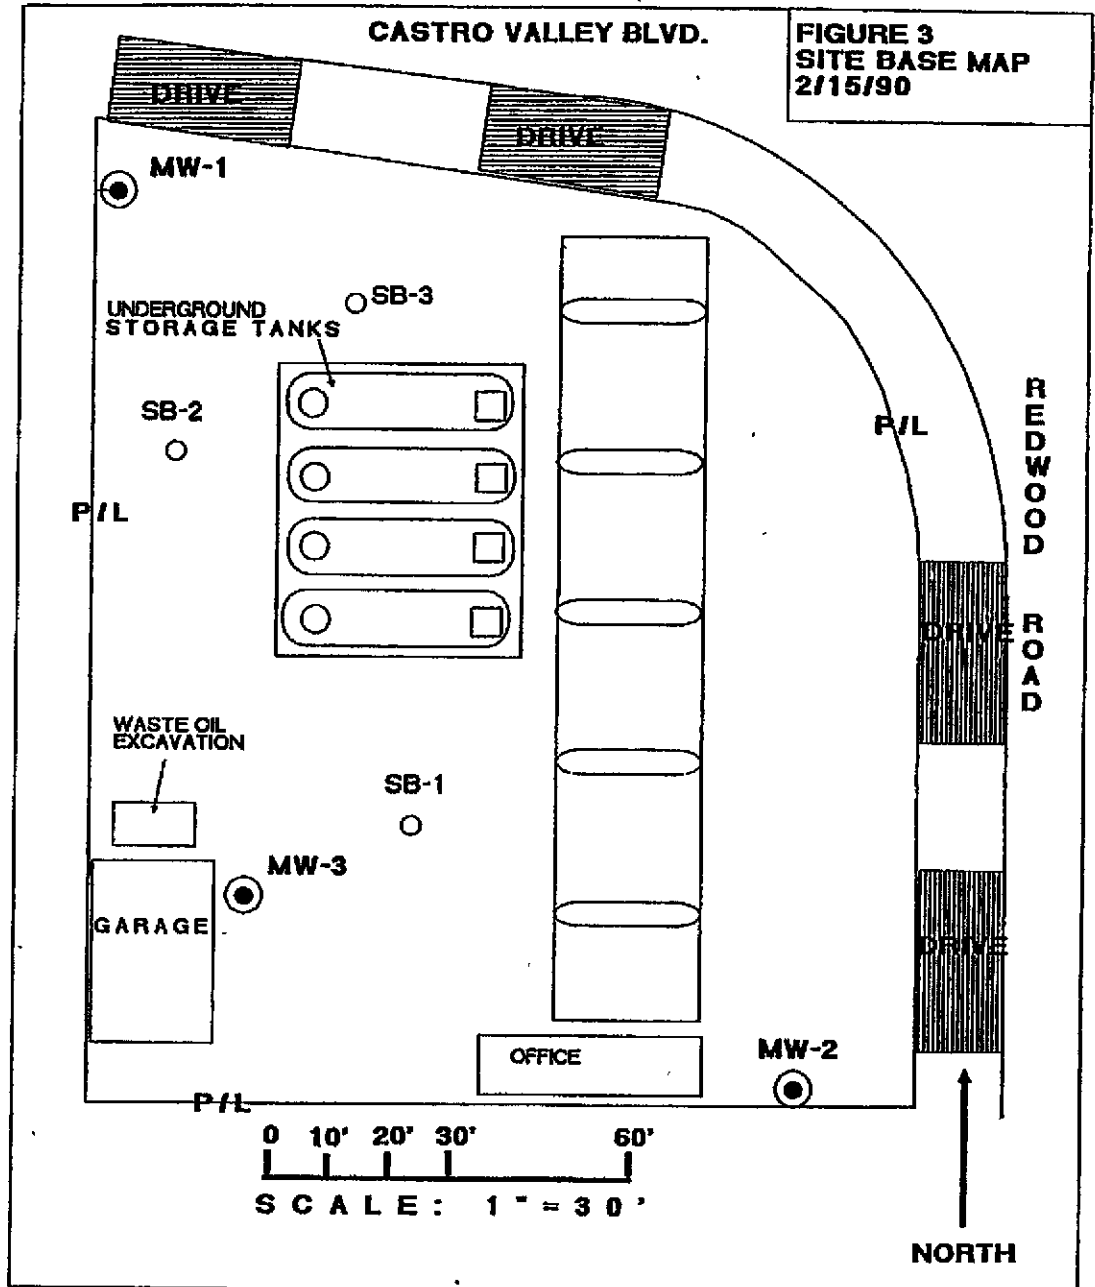 CASTRO VALLEY BLVD.
FIGURE 3
SITE BASE MAP
2/15/90
DRIVE
DRIVE
MW-1
SB-3
UNDERGROUND
STORAGE TANKS
SB-2
P/L
P/L
REDWOOD ROAD
DRIVE
WASTE OIL
EXCAVATION
SB-1
MW-3
GARAGE
DRIVE
OFFICE
MW-2
P/L
0 10' 20' 30' 60'
SCALE: 1"=30'
NORTH